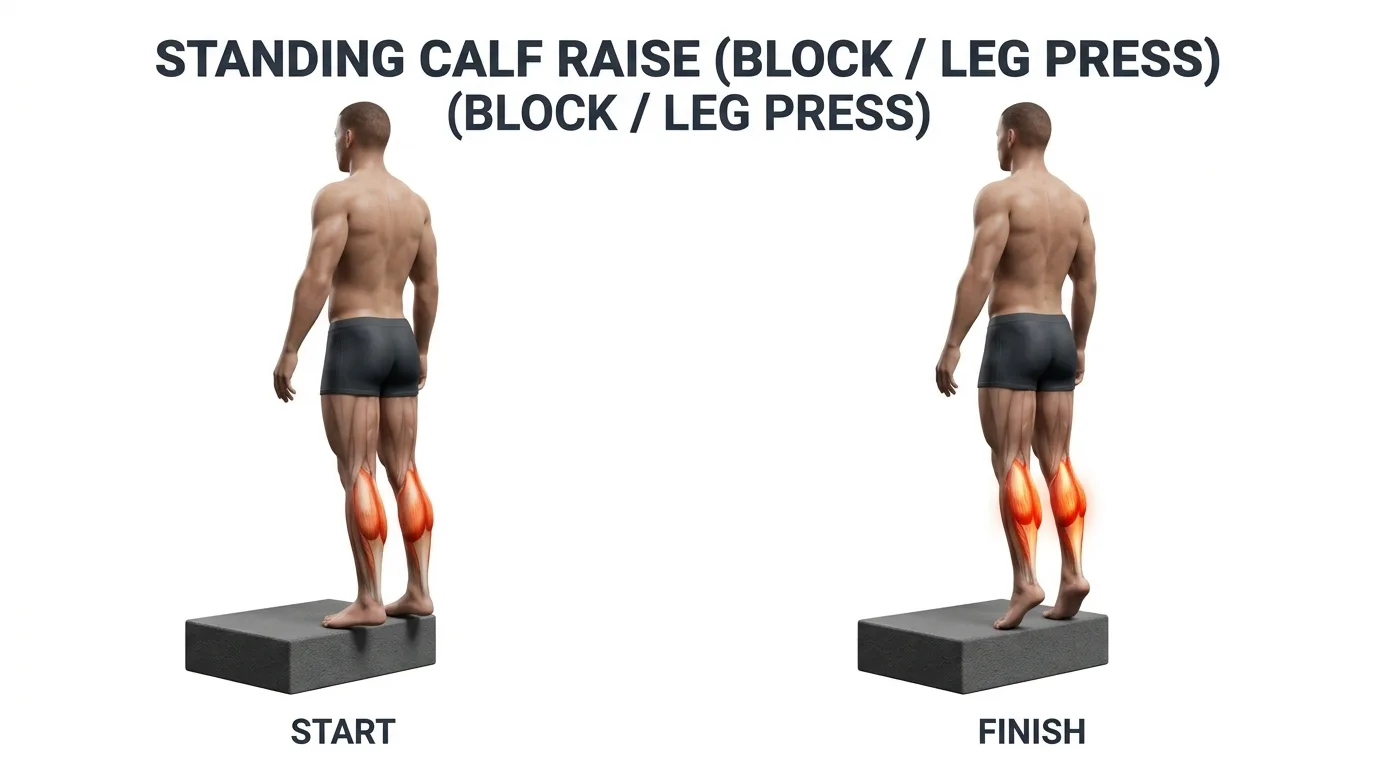 STANDING CALF RAISE (BLOCK / LEG PRESS)
(BLOCK / LEG PRESS)
START
FINISH